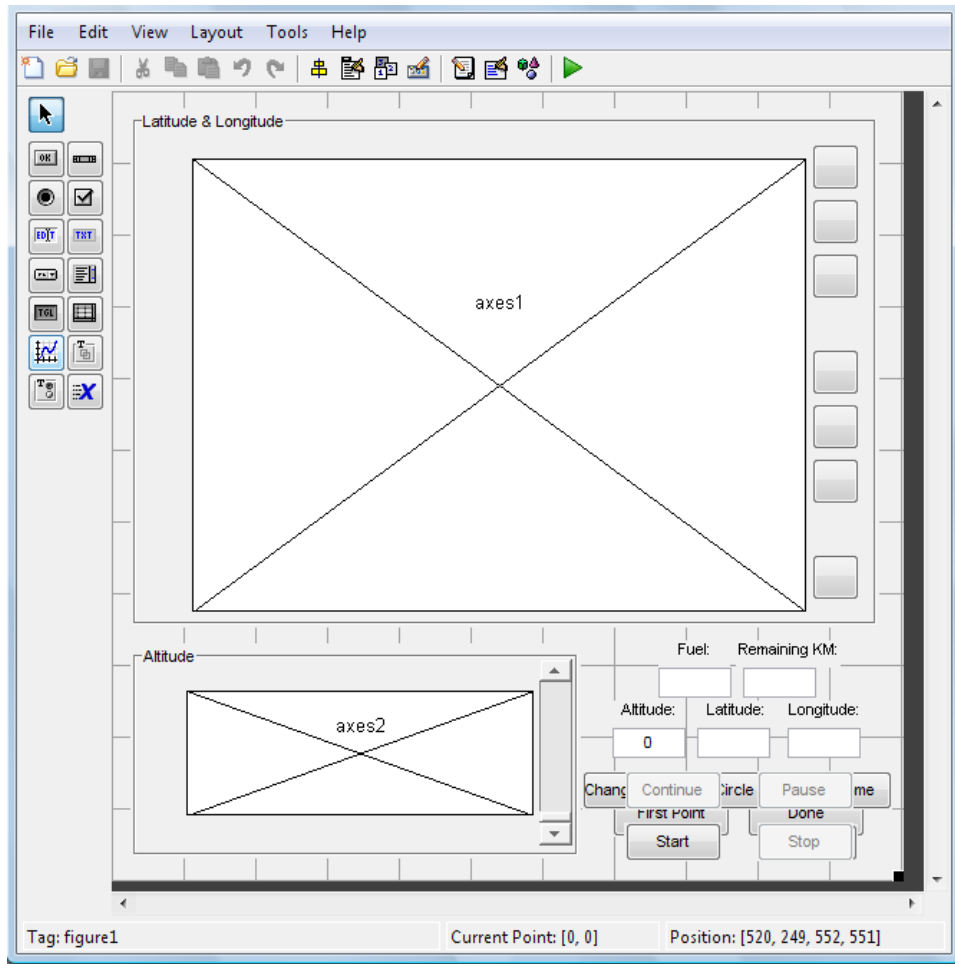 File Edit View Layout Tools Help
OK
EDIT TXT
TGL
T
T X
Latitude & Longitude
axes1
Altitude
axes2
Fuel: Remaining KM:
Altitude: Latitude: Longitude:
0
Chang Continue Circle Pause me
First Point Done
Start Stop
Tag: figure1 Current Point: [0, 0] Position: [520, 249, 552, 551]